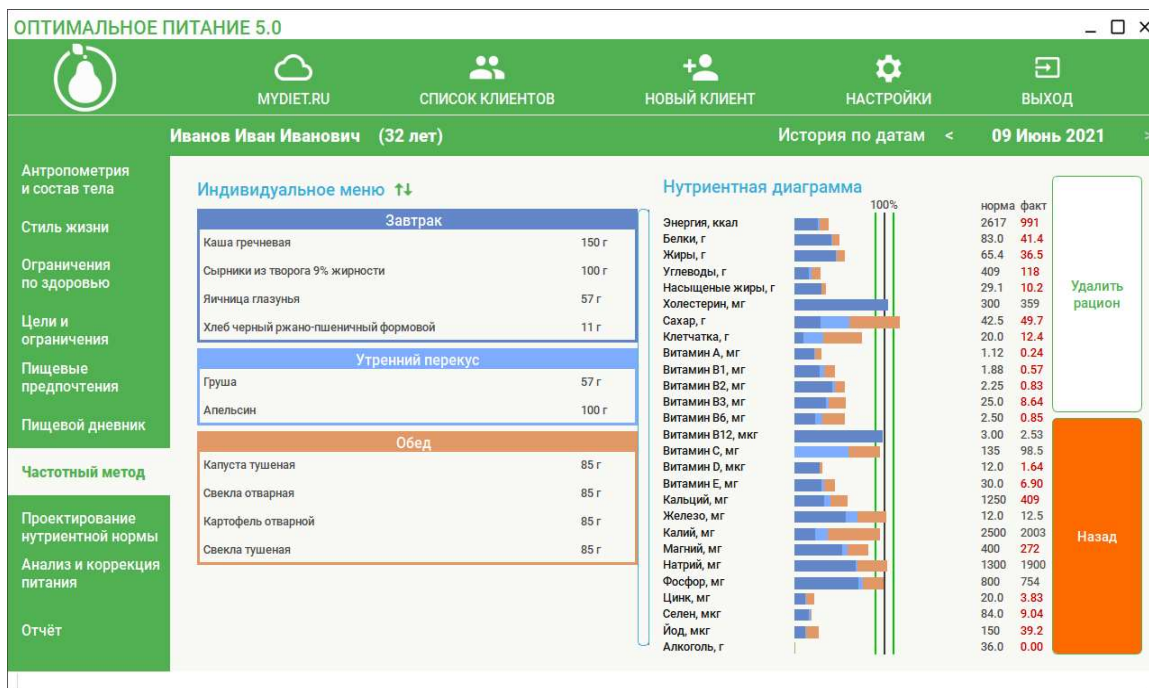 ОПТИМАЛЬНОЕ ПИТАНИЕ 5.0
MYDIET.RU СПИСОК КЛИЕНТОВ НОВЫЙ КЛИЕНТ НАСТРОЙКИ ВЫХОД
Иванов Иван Иванович (32 лет) История по датам < 09 Июнь 2021 >
Антропометрия
и состав тела
Стиль жизни
Ограничения
по здоровью
Цели и
ограничения
Пищевые
предпочтения
Пищевой дневник
Частотный метод
Проектирование
нутриентной нормы
Анализ и коррекция
питания
Отчёт
Индивидуальное меню
Завтрак
Каша гречневая 150 г
Сырники из творога 9% жирности 100 г
Яичница глазунья 57 г
Хлеб черный ржано-пшеничный формовой 11 г
Утренний перекус
Груша 57 г
Апельсин 100 г
Обед
Капуста тушеная 85 г
Свекла отварная 85 г
Картофель отварной 85 г
Свекла тушеная 85 г
Нутриентная диаграмма
100% норма факт
Энергия, ккал 2617 991
Белки, г 83.0 41.4
Жиры, г 65.4 36.5
Углеводы, г 409 118
Насыщеные жиры, г 29.1 10.2
Холестерин, мг 300 359
Сахар, г 42.5 49.7
Клетчатка, г 20.0 12.4
Витамин A, мг 1.12 0.24
Витамин B1, мг 1.88 0.57
Витамин B2, мг 2.25 0.83
Витамин B3, мг 25.0 8.64
Витамин B6, мг 2.50 0.85
Витамин B12, мкг 3.00 2.53
Витамин C, мг 135 98.5
Витамин D, мкг 12.0 1.64
Витамин E, мг 30.0 6.90
Кальций, мг 1250 409
Железо, мг 12.0 12.5
Калий, мг 2500 2003
Магний, мг 400 272
Натрий, мг 1300 1900
Фосфор, мг 800 754
Цинк, мг 20.0 3.83
Селен, мкг 84.0 9.04
Йод, мкг 150 39.2
Алкоголь, г 36.0 0.00
Удалить
рацион
Назад